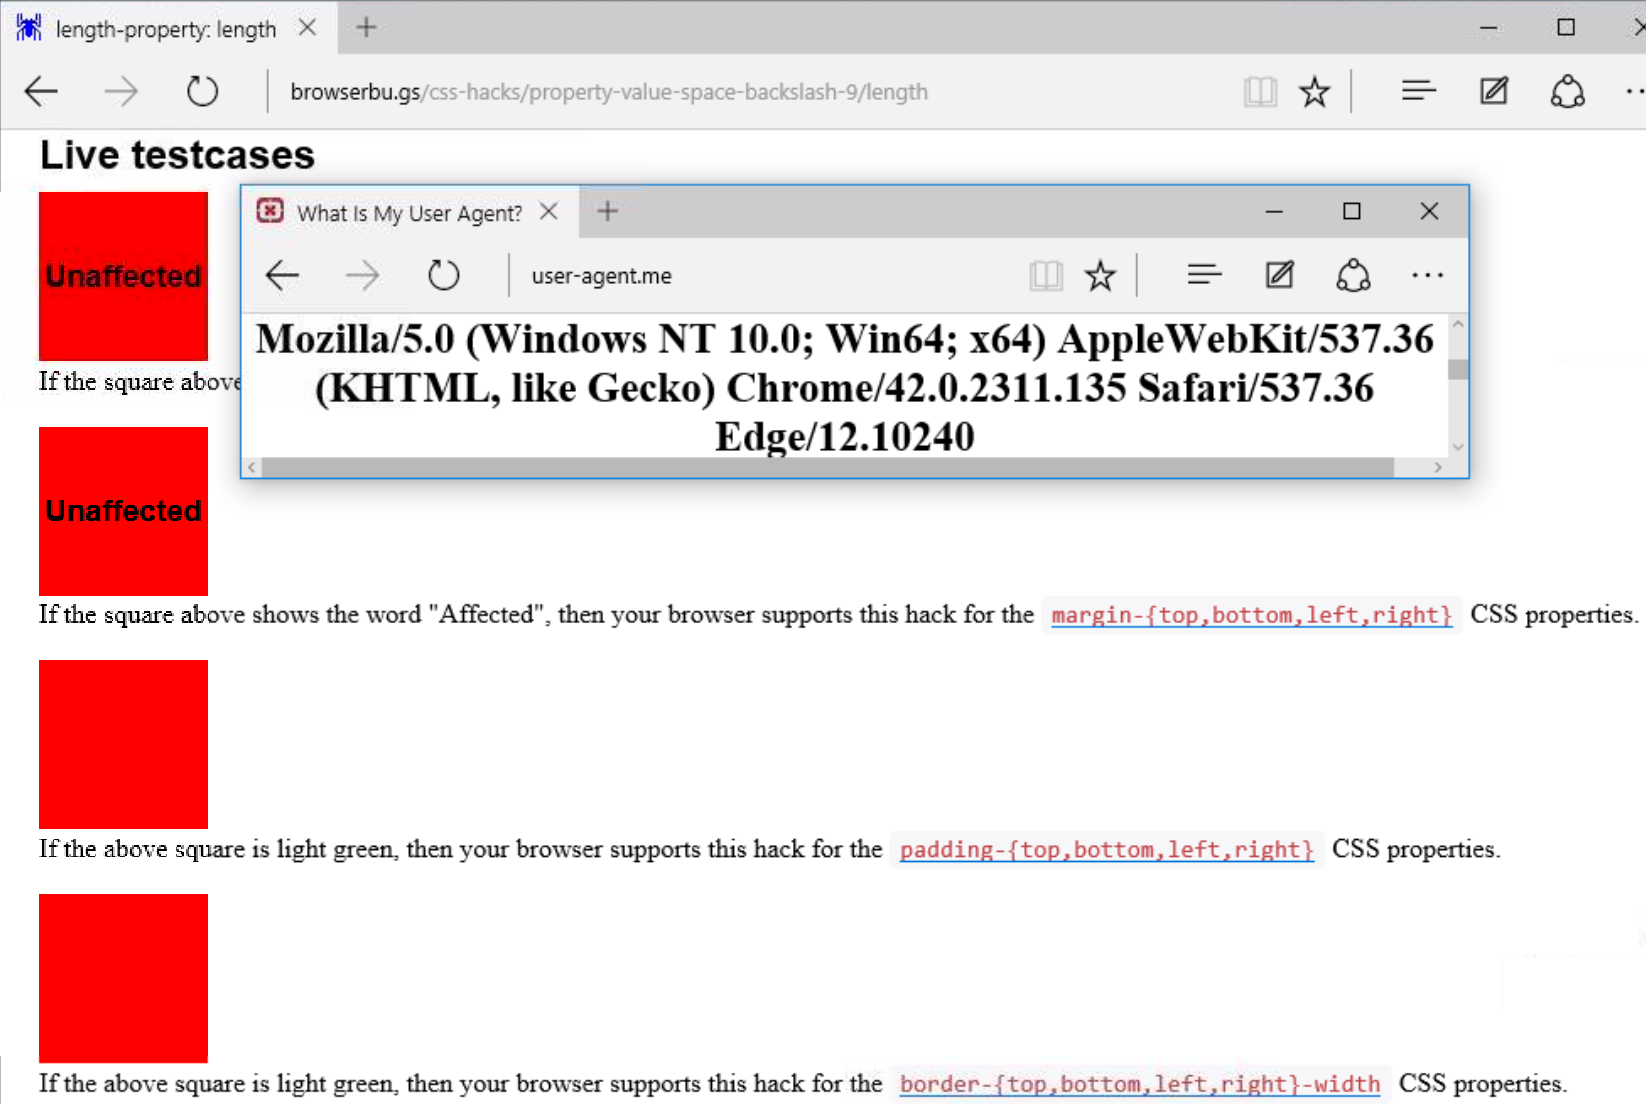 length-property: length
browserbu.gs/css-hacks/property-value-space-backslash-9/length
Live testcases
Unaffected
If the square above
What Is My User Agent?
user-agent.me
Mozilla/5.0 (Windows NT 10.0; Win64; x64) AppleWebKit/537.36
(KHTML, like Gecko) Chrome/42.0.2311.135 Safari/537.36
Edge/12.10240
Unaffected
If the square above shows the word "Affected", then your browser supports this hack for the margin-{top,bottom,left,right} CSS properties.
If the above square is light green, then your browser supports this hack for the padding-{top,bottom,left,right} CSS properties.
If the above square is light green, then your browser supports this hack for the border-{top,bottom,left,right}-width CSS properties.